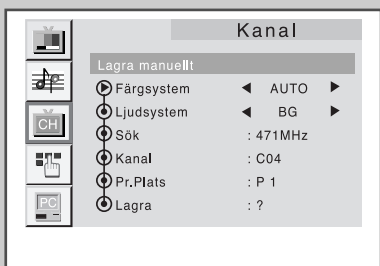 Kanal
Lagra manuellt
Färgsystem ◀ AUTO ▶
Ljudsystem ◀ BG ▶
Sök : 471MHz
CH
Kanal : C04
Pr.Plats : P 1
PC
Lagra : ?